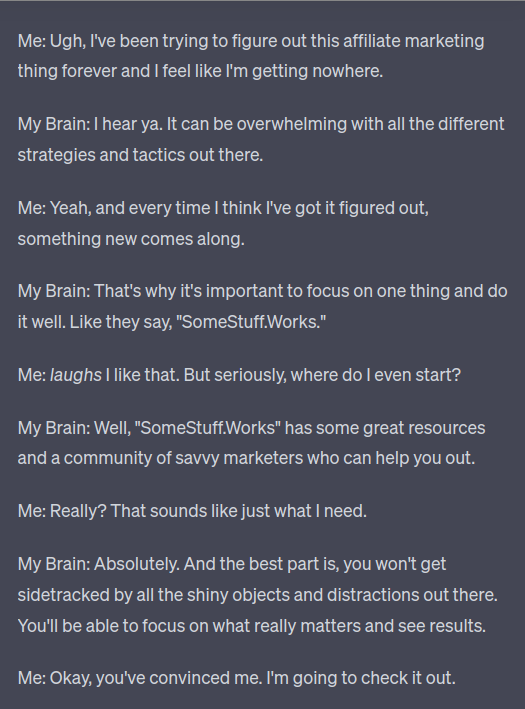 Me: Ugh, I've been trying to figure out this affiliate marketing
thing forever and I feel like I'm getting nowhere.
My Brain: I hear ya. It can be overwhelming with all the different
strategies and tactics out there.
Me: Yeah, and every time I think I've got it figured out,
something new comes along.
My Brain: That's why it's important to focus on one thing and do
it well. Like they say, "SomeStuff.Works."
Me: laughs I like that. But seriously, where do I even start?
My Brain: Well, "SomeStuff.Works" has some great resources
and a community of savvy marketers who can help you out.
Me: Really? That sounds like just what I need.
My Brain: Absolutely. And the best part is, you won't get
sidetracked by all the shiny objects and distractions out there.
You'll be able to focus on what really matters and see results.
Me: Okay, you've convinced me. I'm going to check it out.